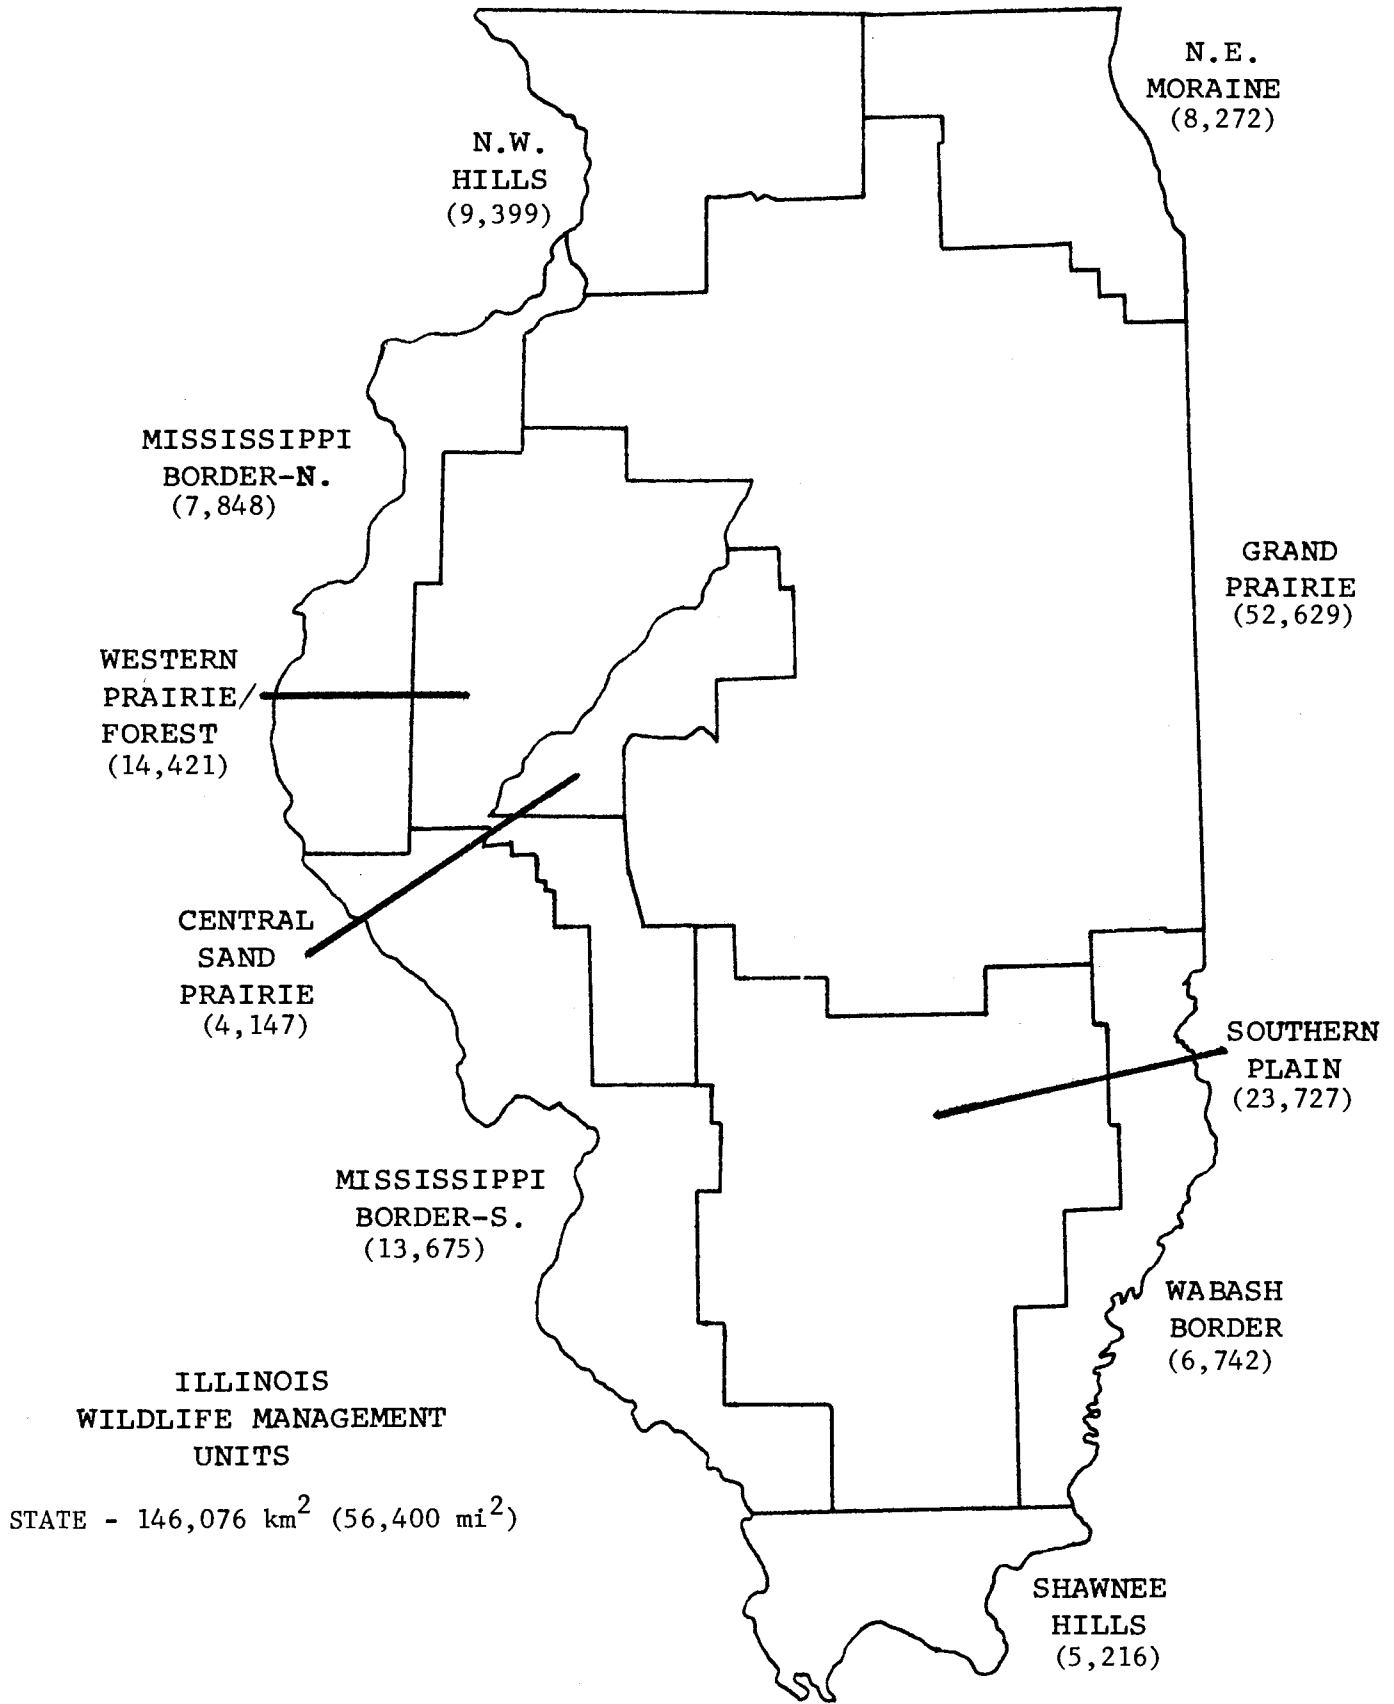 N.E.
MORAINE
(8,272)
N.W.
HILLS
(9,399)
MISSISSIPPI
BORDER-N.
(7,848)
GRAND
PRAIRIE
(52,629)
WESTERN
PRAIRIE/
FOREST
(14,421)
CENTRAL
SAND
PRAIRIE
(4,147)
SOUTHERN
PLAIN
(23,727)
MISSISSIPPI
BORDER-S.
(13,675)
WABASH
BORDER
(6,742)
ILLINOIS
WILDLIFE MANAGEMENT
UNITS
STATE - 146,076 km² (56,400 mi²)
SHAWNEE
HILLS
(5,216)